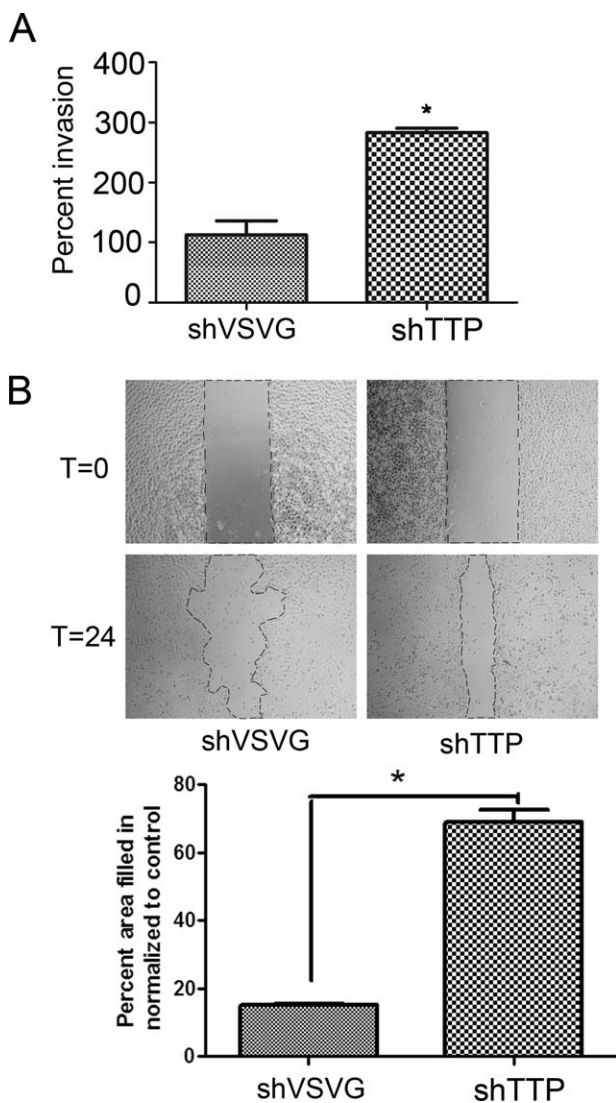 A
Percent invasion
400
300
200
100
0
*
shVSVG
shTTP
B
T=0
T=24
shVSVG
shTTP
Percent area filled in
normalized to control
80
60
40
20
0
*
shVSVG
shTTP